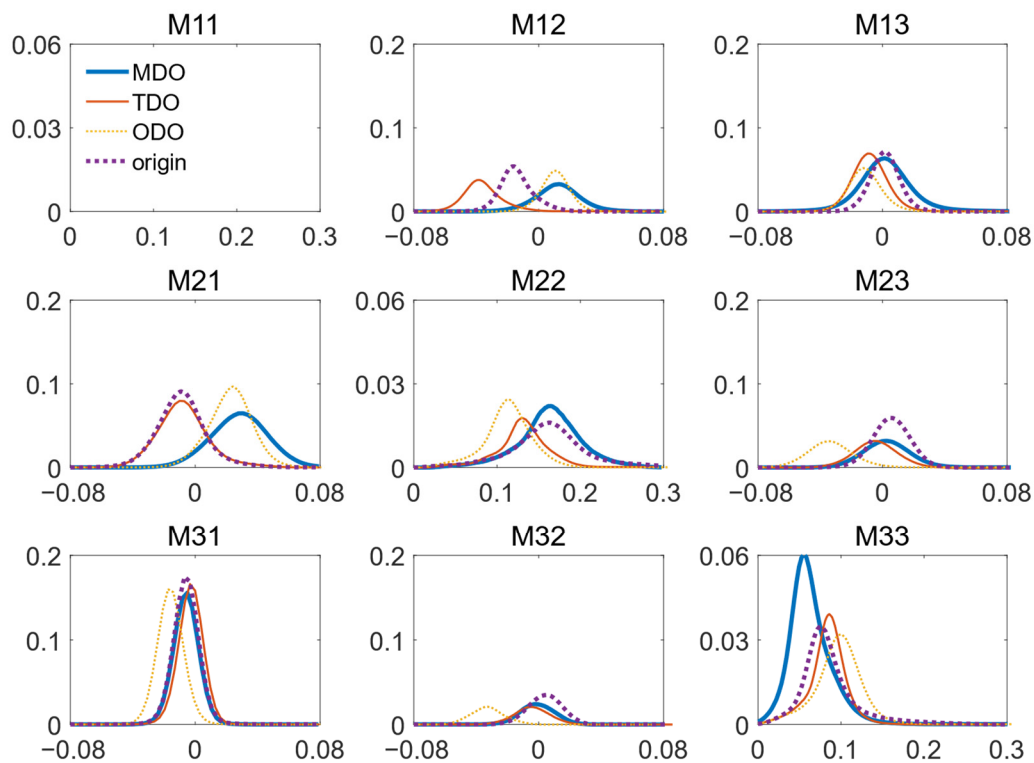 M11 M12 M13
0.06 0.2 0.2
MDO
TDO
0.03 0.1 0.1
ODO
origin
0 0 0
0 0.1 0.2 0.3 −0.08 0 0.08 −0.08 0 0.08
M21 M22 M23
0.2 0.06 0.2
0.1 0.03 0.1
0 0 0
−0.08 0 0.08 0 0.1 0.2 0.3 −0.08 0 0.08
M31 M32 M33
0.2 0.2 0.06
0.1 0.1 0.03
0 0 0
−0.08 0 0.08 −0.08 0 0.08 0 0.1 0.2 0.3